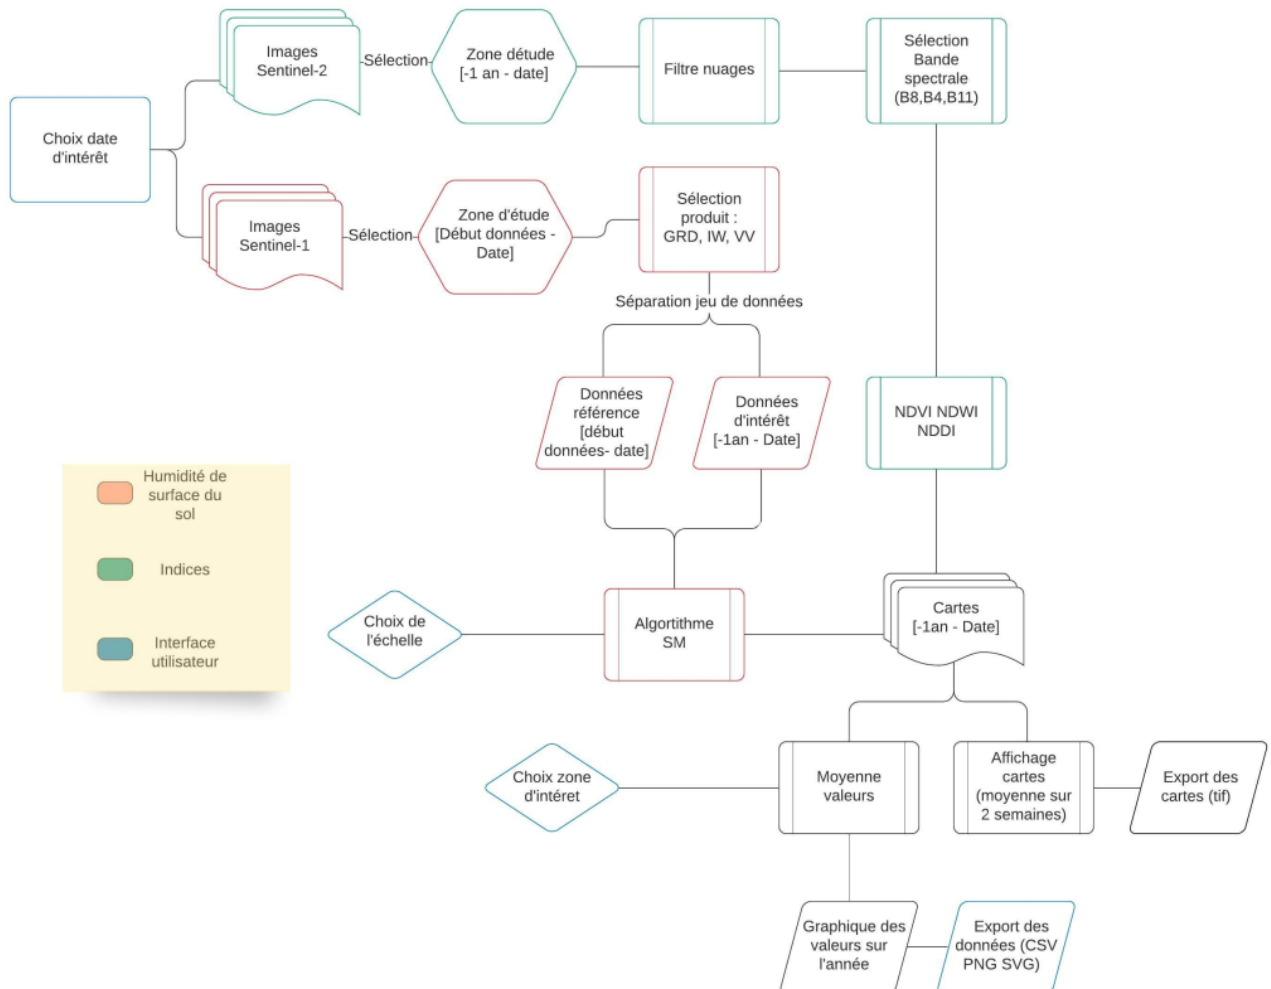 Images
Sentinel-2
Sélection
Zone détude
[-1 an - date]
Filtre nuages
Sélection
Bande
spectrale
(B8,B4,B11)
Choix date
d'intérêt
Images
Sentinel-1
Sélection
Zone d'étude
[Début données -
Date]
Sélection
produit :
GRD, IW, VV
Séparation jeu de données
Données
référence
[début
données- date]
Données
d'intérêt
[-1an - Date]
NDVI NDWI
NDDI
Humidité de
surface du
sol
Indices
Interface
utilisateur
Choix de
l'échelle
Algortithme
SM
Cartes
[-1an - Date]
Choix zone
d'intéret
Moyenne
valeurs
Affichage
cartes
(moyenne sur
2 semaines)
Export des
cartes (tif)
Graphique des
valeurs sur
l'année
Export des
données (CSV
PNG SVG)